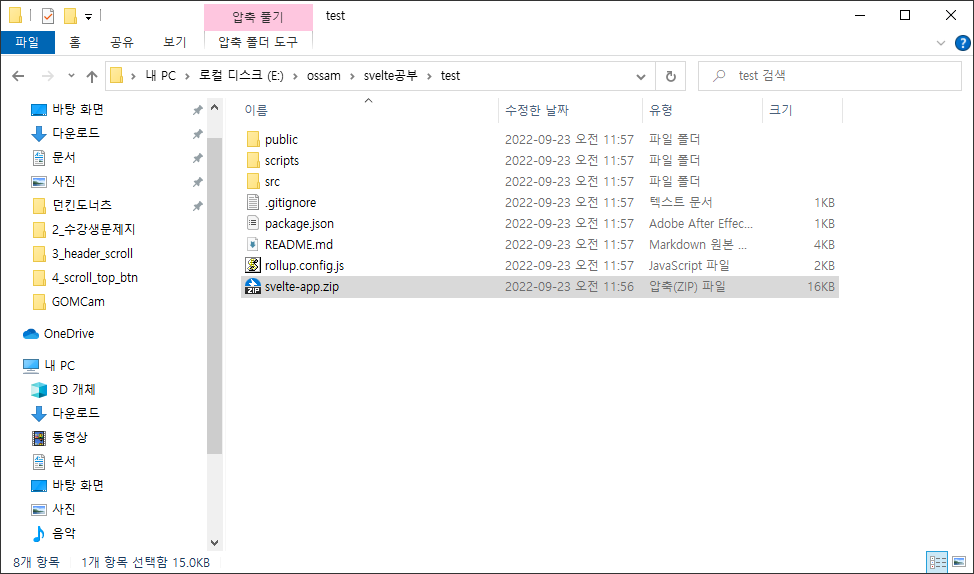 압축 풀기 test
파일 홈 공유 보기 압축 폴더 도구
내 PC 로컬 디스크 (E:) ossam svelte공부 test test 검색
바탕 화면
다운로드
문서
사진
던킨도너츠
2_수강생문제지
3_header_scroll
4_scroll_top_btn
GOMCam
OneDrive
내 PC
3D 개체
다운로드
동영상
문서
바탕 화면
사진
음악
이름 수정한 날짜 유형 크기
public 2022-09-23 오전 11:57 파일 폴더
scripts 2022-09-23 오전 11:57 파일 폴더
src 2022-09-23 오전 11:57 파일 폴더
.gitignore 2022-09-23 오전 11:57 텍스트 문서 1KB
package.json 2022-09-23 오전 11:57 Adobe After Effec... 1KB
README.md 2022-09-23 오전 11:57 Markdown 원본 ... 4KB
rollup.config.js 2022-09-23 오전 11:57 JavaScript 파일 2KB
ZIP svelte-app.zip 2022-09-23 오전 11:56 압축(ZIP) 파일 16KB
8개 항목 1개 항목 선택함 15.0KB